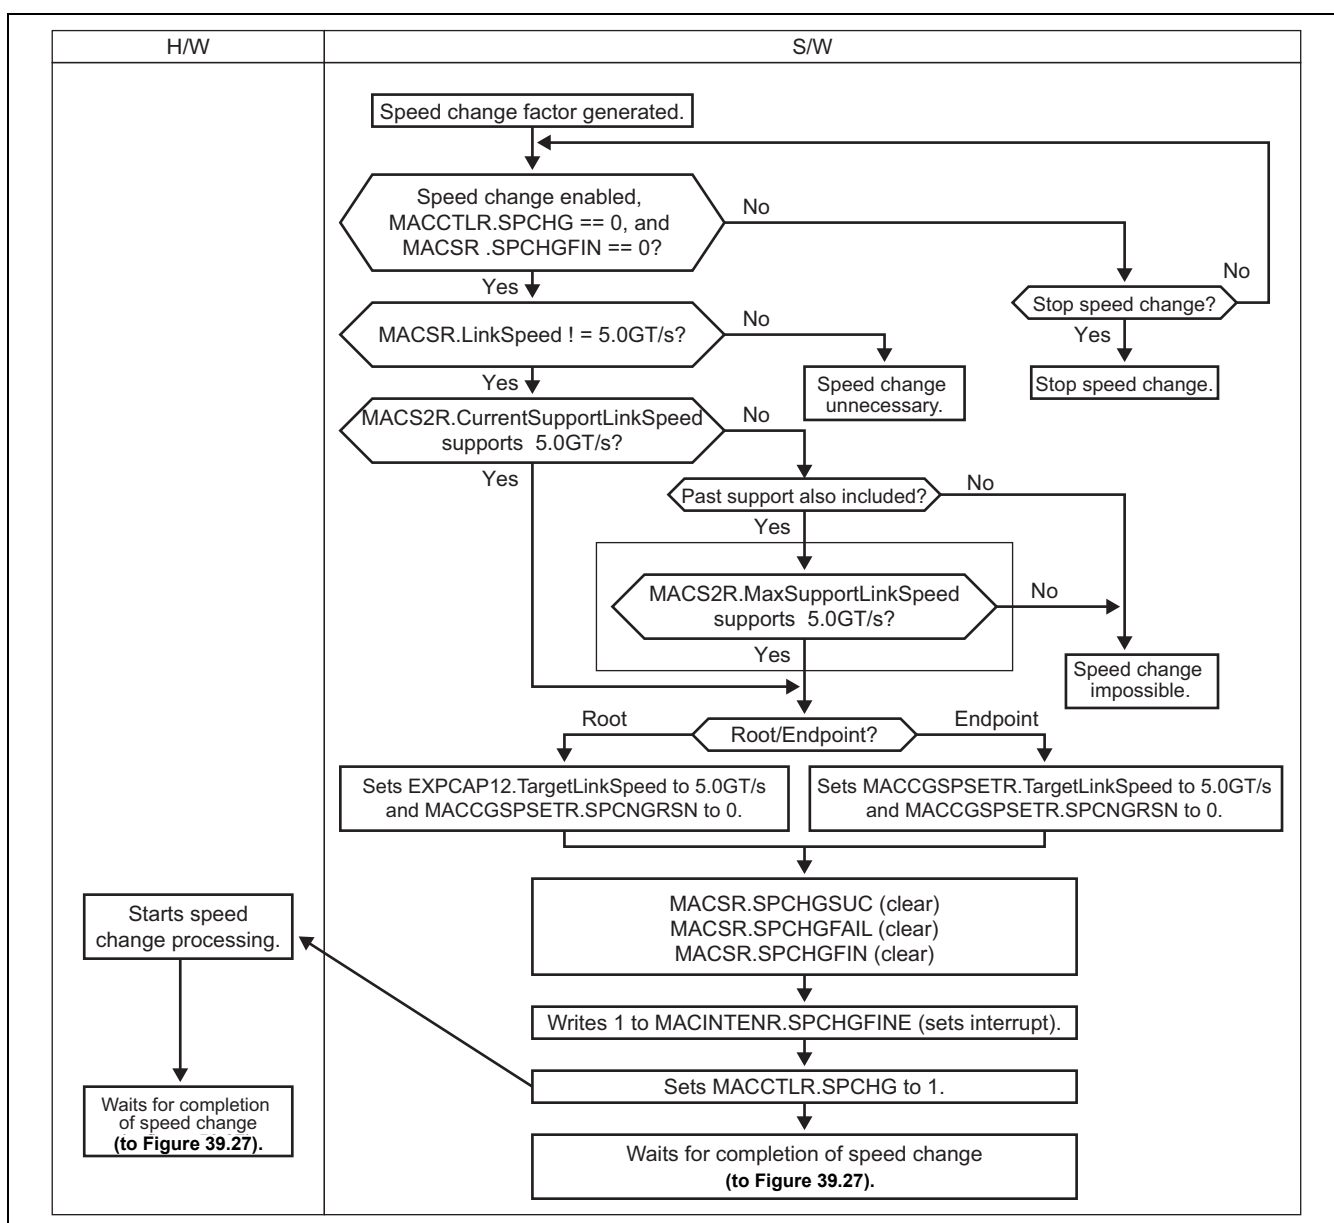 H/W
S/W
Speed change factor generated.
Speed change enabled,
MACCTLR.SPCHG == 0, and
MACSR .SPCHGFIN == 0?
No
Yes
No
Stop speed change?
Yes
Stop speed change.
MACSR.LinkSpeed ! = 5.0GT/s?
No
Yes
Speed change
unnecessary.
MACS2R.CurrentSupportLinkSpeed
supports 5.0GT/s?
No
Yes
Past support also included?
No
Yes
MACS2R.MaxSupportLinkSpeed
supports 5.0GT/s?
No
Yes
Speed change
impossible.
Root
Root/Endpoint?
Endpoint
Sets EXPCAP12.TargetLinkSpeed to 5.0GT/s
and MACCGSPSETR.SPCNGRSN to 0.
Sets MACCGSPSETR.TargetLinkSpeed to 5.0GT/s
and MACCGSPSETR.SPCNGRSN to 0.
MACSR.SPCHGSUC (clear)
MACSR.SPCHGFAIL (clear)
MACSR.SPCHGFIN (clear)
Starts speed
change processing.
Writes 1 to MACINTENR.SPCHGFINE (sets interrupt).
Sets MACCTLR.SPCHG to 1.
Waits for completion
of speed change
(to Figure 39.27).
Waits for completion of speed change
(to Figure 39.27).